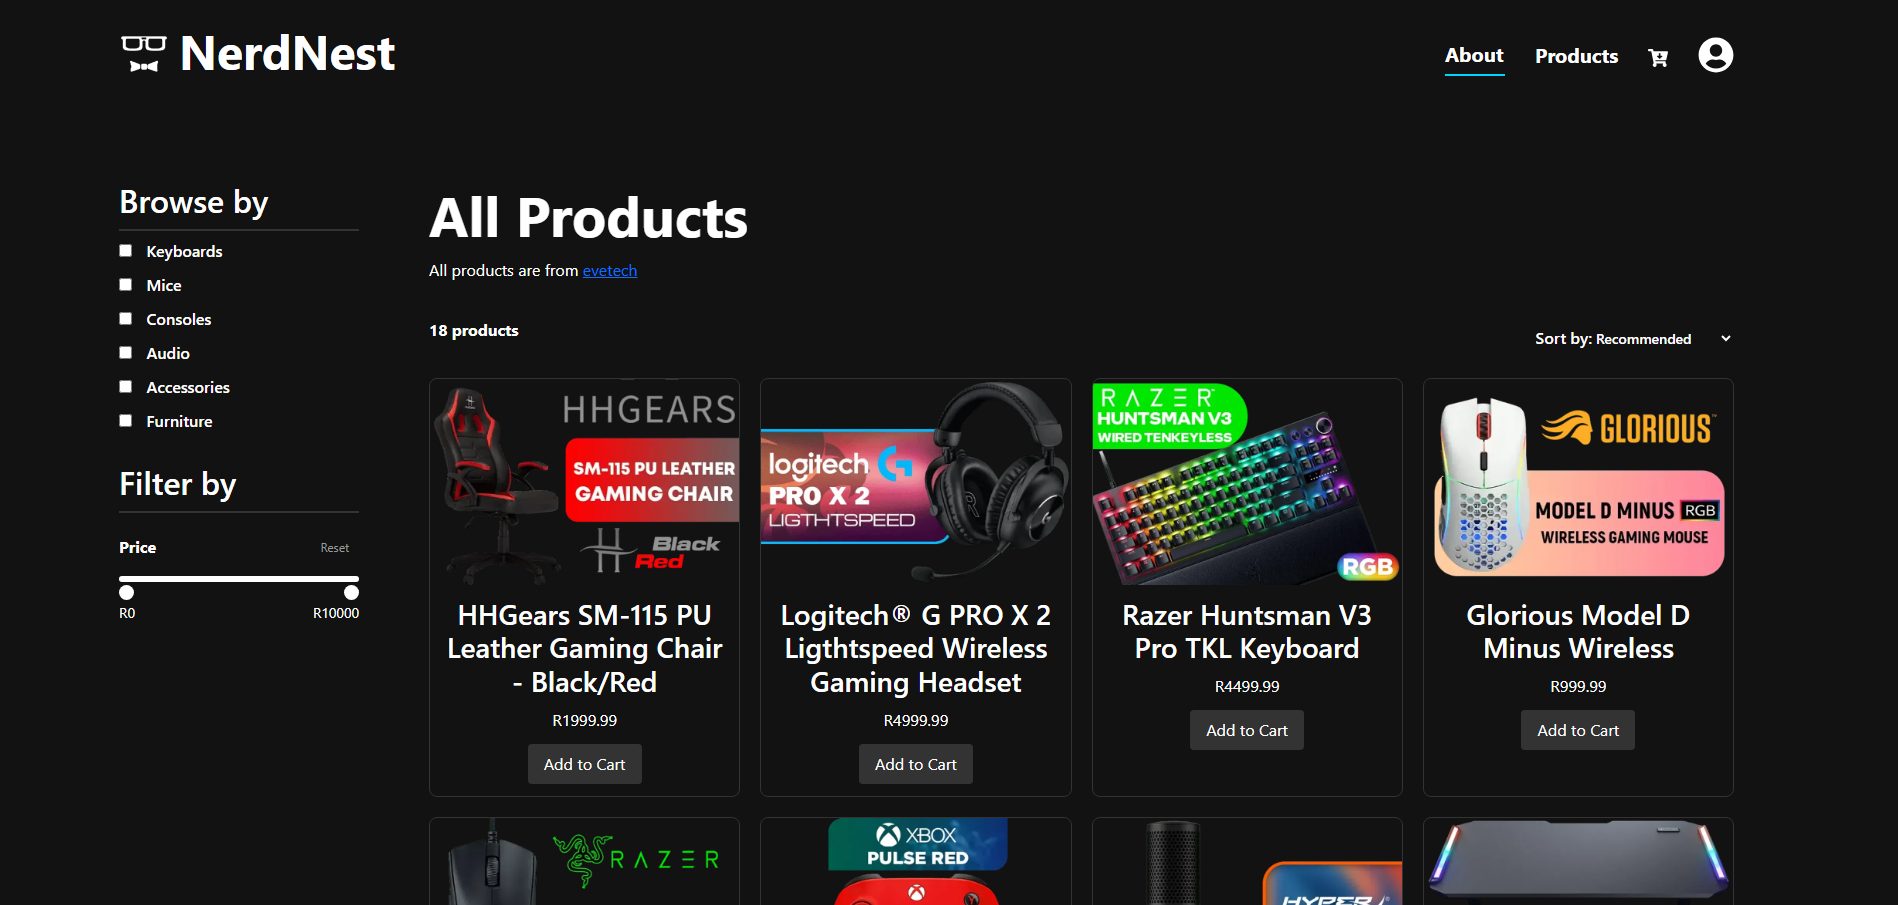 NerdNest
About
Products
Browse by
Keyboards
Mice
Consoles
Audio
Accessories
Furniture
Filter by
Price
Reset
R0
R10000
All Products
All products are from evetech
18 products
Sort by: Recommended
HHGEARS
SM-115 PU LEATHER
GAMING CHAIR
Black
Red
HHGears SM-115 PU
Leather Gaming Chair
- Black/Red
R1999.99
Add to Cart
logitech G
PRO X 2
LIGTHTSPEED
Logitech® G PRO X 2
Ligthtspeed Wireless
Gaming Headset
R4999.99
Add to Cart
RAZER™
HUNTSMAN V3
WIRED TENKEYLESS
RGB
Razer Huntsman V3
Pro TKL Keyboard
R4499.99
Add to Cart
GLORIOUS™
MODEL D MINUS RGB
WIRELESS GAMING MOUSE
Glorious Model D
Minus Wireless
R999.99
Add to Cart
RAZER
XBOX
PULSE RED
HYPER